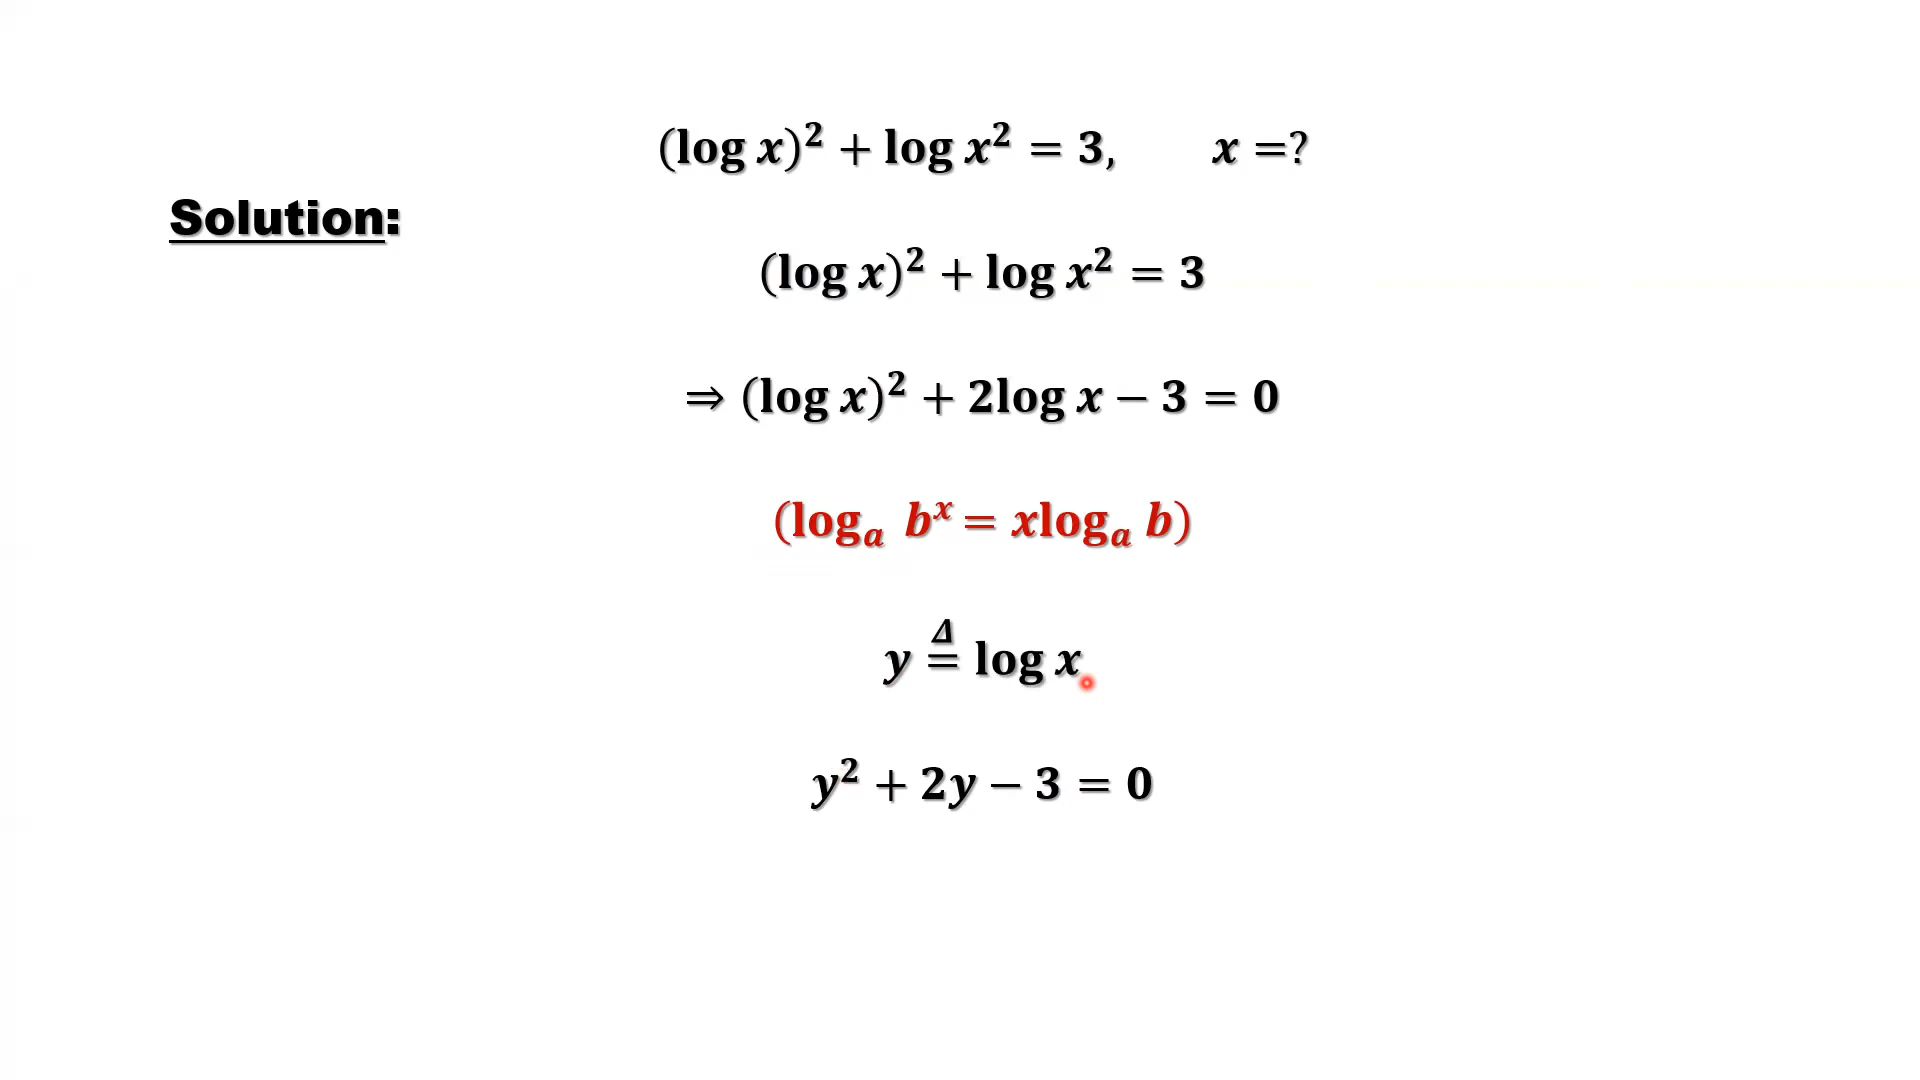 (log x)² + log x² = 3, x =?
Solution:
(log x)² + log x² = 3
⇒ (log x)² + 2log x − 3 = 0
(logₐ bˣ = xlogₐ b)
y ≜ log x
y² + 2y − 3 = 0